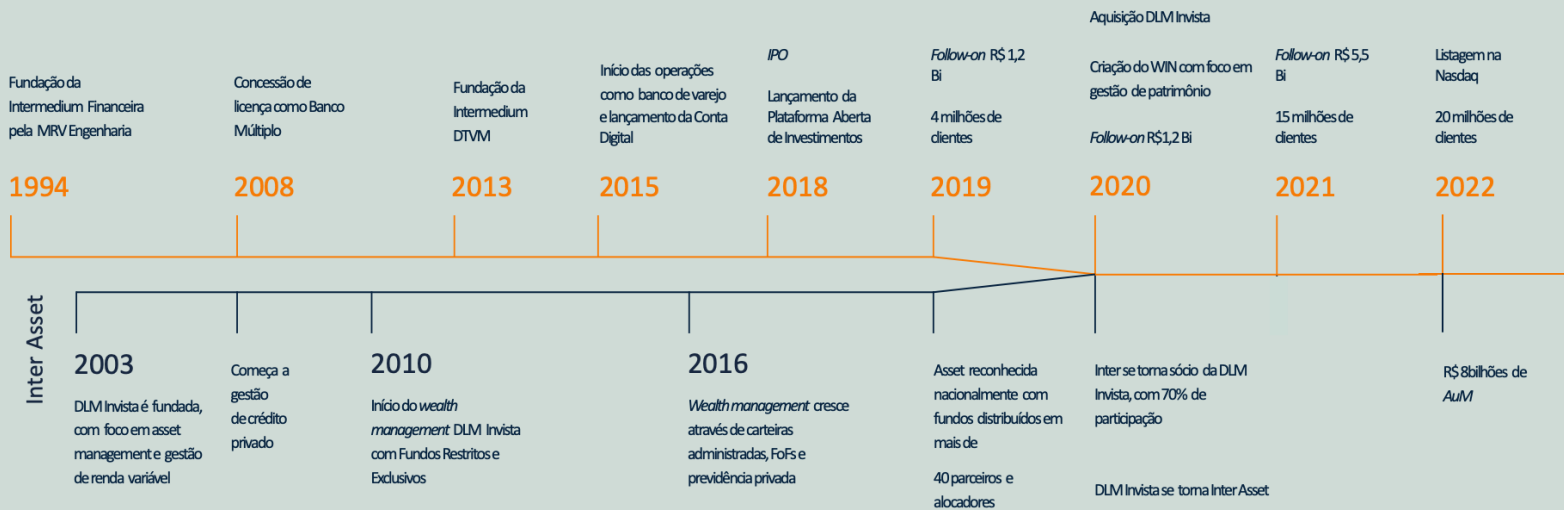 Fundação da
Intermedium Financeira
pela MRV Engenharia
1994
Concessão de
licença como Banco
Múltiplo
2008
Fundação da
Intermedium
DTVM
2013
Início das operações
como banco de varejo
e lançamento da Conta
Digital
2015
IPO
Lançamento da
Plataforma Aberta
de Investimentos
2018
Follow-on R$ 1,2
Bi
4 milhões de
clientes
2019
Aquisição DLM Invista
Criação do WIN com foco em
gestão de patrimônio
Follow-on R$1,2 Bi
2020
Follow-on R$ 5,5
Bi
15 milhões de
clientes
2021
Listagem na
Nasdaq
20 milhões de
clientes
2022
Inter Asset
2003
DLM Invista é fundada,
com foco em asset
management e gestão
de renda variável
Começa a
gestão
de crédito
privado
2010
Início do wealth
management DLM Invista
com Fundos Restritos e
Exclusivos
2016
Wealth management cresce
através de carteiras
administradas, FoFs e
previdência privada
Asset reconhecida
nacionalmente com
fundos distribuídos em
mais de
40 parceiros e
alocadores
Inter se torna sócio da DLM
Invista, com 70% de
participação
DLM Invista se torna Inter Asset
R$ 8bilhões de
AuM